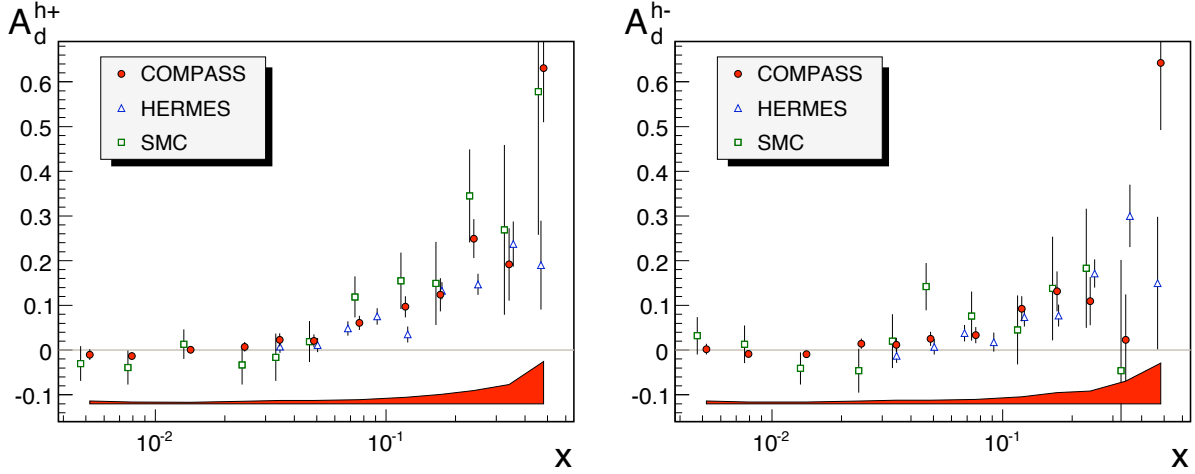 A_d^{h+}
0.6
0.5
0.4
0.3
0.2
0.1
0
-0.1
COMPASS
HERMES
SMC
10^{-2}
10^{-1}
x
A_d^{h-}
0.6
0.5
0.4
0.3
0.2
0.1
0
-0.1
COMPASS
HERMES
SMC
10^{-2}
10^{-1}
x